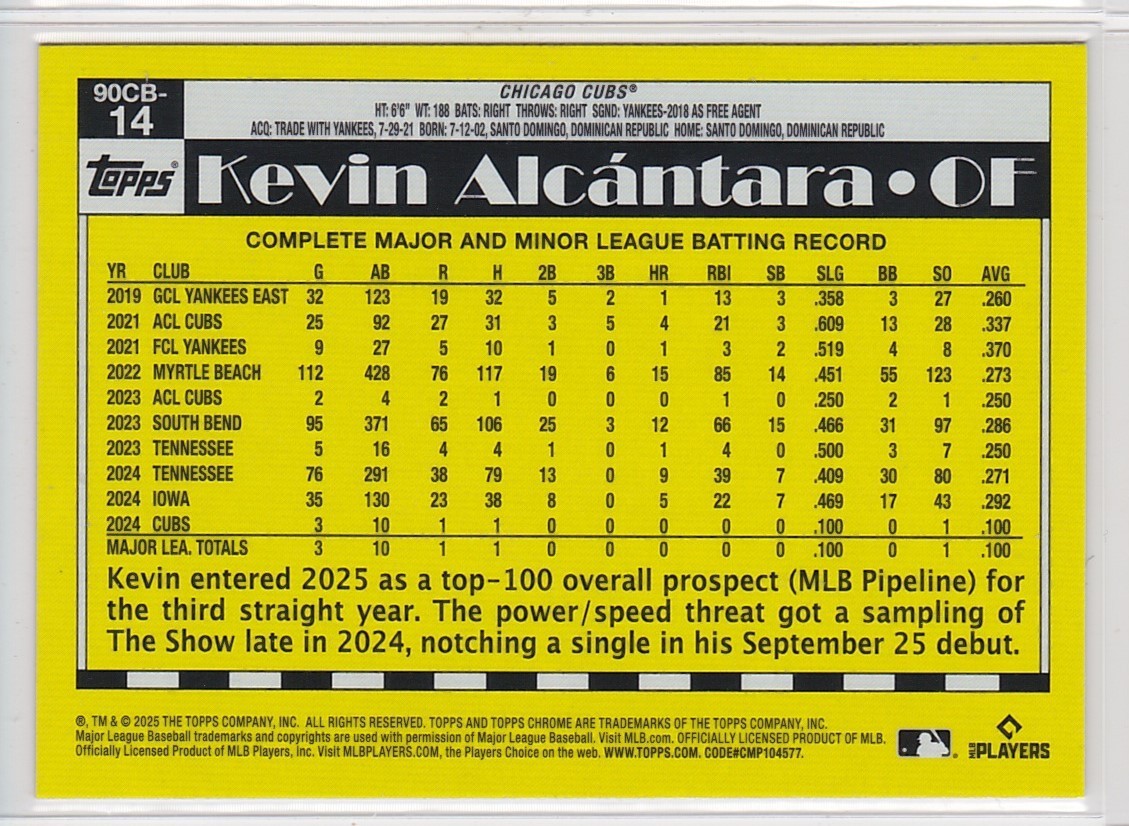 90CB-
14
CHICAGO CUBS®
HT: 6'6" WT: 188 BATS: RIGHT THROWS: RIGHT SGND: YANKEES-2018 AS FREE AGENT
ACQ: TRADE WITH YANKEES, 7-29-21 BORN: 7-12-02, SANTO DOMINGO, DOMINICAN REPUBLIC HOME: SANTO DOMINGO, DOMINICAN REPUBLIC
Topps® Kevin Alcántara • OF
COMPLETE MAJOR AND MINOR LEAGUE BATTING RECORD
YR CLUB G AB R H 2B 3B HR RBI SB SLG BB SO AVG
2019 GCL YANKEES EAST 32 123 19 32 5 2 1 13 3 .358 3 27 .260
2021 ACL CUBS 25 92 27 31 3 5 4 21 3 .609 13 28 .337
2021 FCL YANKEES 9 27 5 10 1 0 1 3 2 .519 4 8 .370
2022 MYRTLE BEACH 112 428 76 117 19 6 15 85 14 .451 55 123 .273
2023 ACL CUBS 2 4 2 1 0 0 0 1 0 .250 2 1 .250
2023 SOUTH BEND 95 371 65 106 25 3 12 66 15 .466 31 97 .286
2023 TENNESSEE 5 16 4 4 1 0 1 4 0 .500 3 7 .250
2024 TENNESSEE 76 291 38 79 13 0 9 39 7 .409 30 80 .271
2024 IOWA 35 130 23 38 8 0 5 22 7 .469 17 43 .292
2024 CUBS 3 10 1 1 0 0 0 0 0 .100 0 1 .100
MAJOR LEA. TOTALS 3 10 1 1 0 0 0 0 0 .100 0 1 .100
Kevin entered 2025 as a top-100 overall prospect (MLB Pipeline) for
the third straight year. The power/speed threat got a sampling of
The Show late in 2024, notching a single in his September 25 debut.
®, TM & © 2025 THE TOPPS COMPANY, INC. ALL RIGHTS RESERVED. TOPPS AND TOPPS CHROME ARE TRADEMARKS OF THE TOPPS COMPANY, INC.
Major League Baseball trademarks and copyrights are used with permission of Major League Baseball. Visit MLB.com. OFFICIALLY LICENSED PRODUCT OF MLB.
Officially Licensed Product of MLB Players, Inc. Visit MLBPLAYERS.COM, the Players Choice on the web. WWW.TOPPS.COM. CODE#CMP104577.
MLB PLAYERS